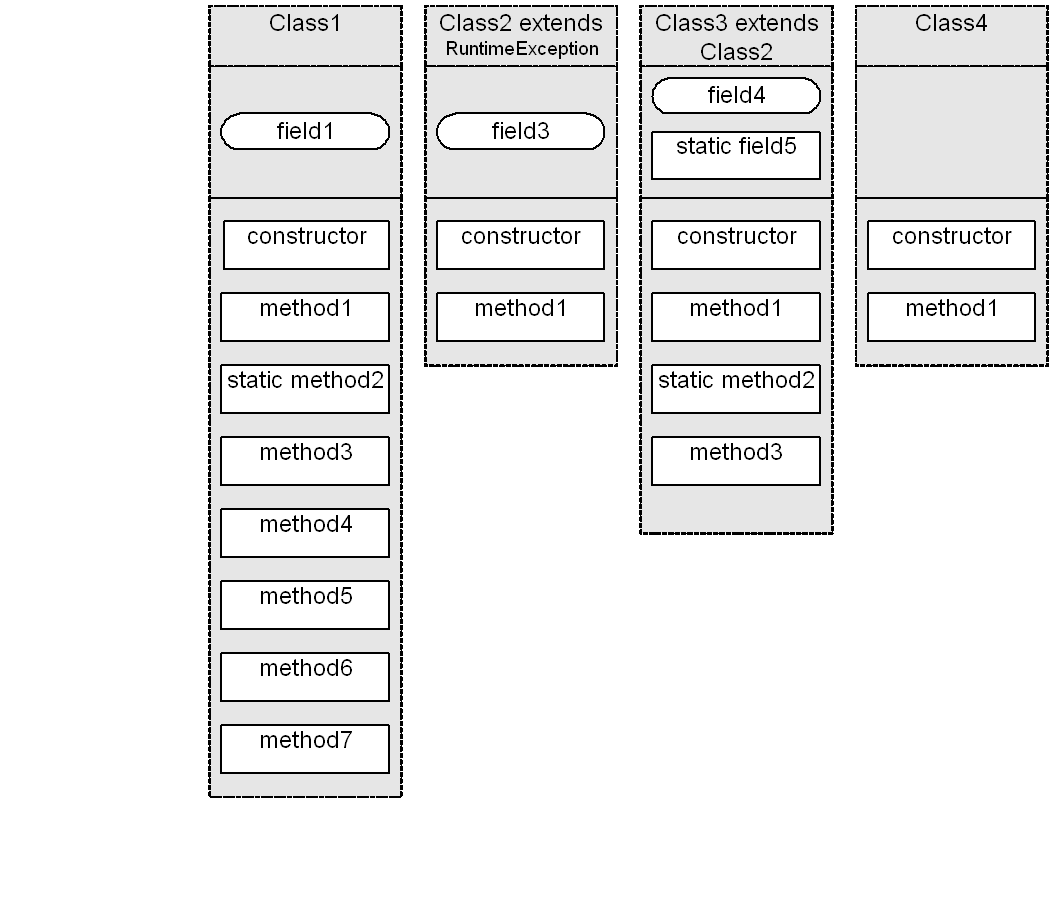 Class1
field1
constructor
method1
static method2
method3
method4
method5
method6
method7
Class2 extends
RuntimeException
field3
constructor
method1
Class3 extends
Class2
field4
static field5
constructor
method1
static method2
method3
Class4
constructor
method1